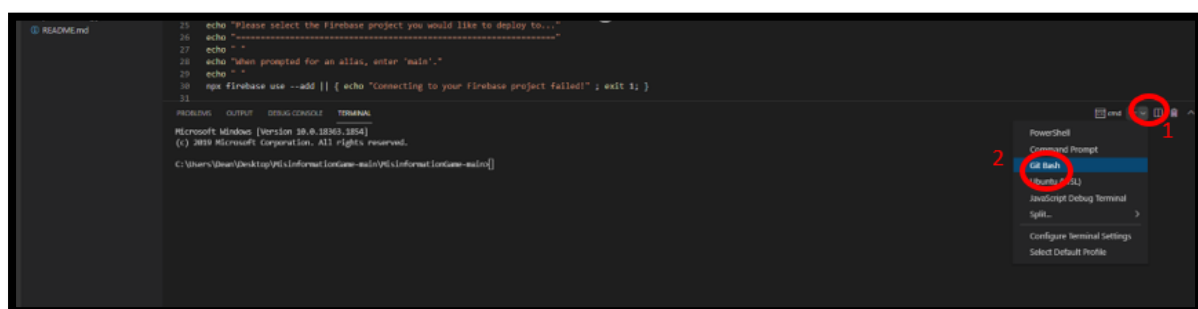 README.md
25 echo "Please select the Firebase project you would like to deploy to..."
26 echo "=================================================================="
27 echo " "
28 echo "When prompted for an alias, enter 'main'."
29 echo " "
30 npx firebase use --add || { echo "Connecting to your Firebase project failed!" ; exit 1; }
31
PROBLEMS OUTPUT DEBUG CONSOLE TERMINAL
cmd
1
Microsoft Windows [Version 10.0.18363.1854]
(c) 2019 Microsoft Corporation. All rights reserved.
C:\Users\Dean\Desktop\MisinformationGame-main\MisinformationGame-main>
PowerShell
Command Prompt
2
Git Bash
Ubuntu (WSL)
JavaScript Debug Terminal
Split...
Configure Terminal Settings
Select Default Profile